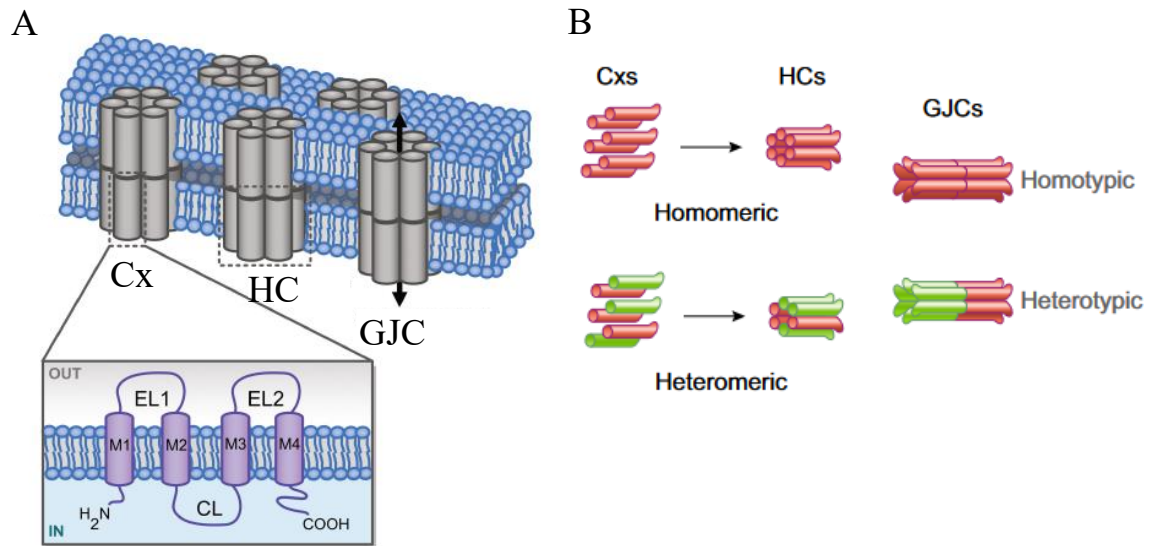 A
Cx
HC
GJC
OUT
EL1
EL2
M1
M2
M3
M4
H2N
CL
COOH
IN
B
Cxs
HCs
GJCs
Homotypic
Homomeric
Heterotypic
Heteromeric